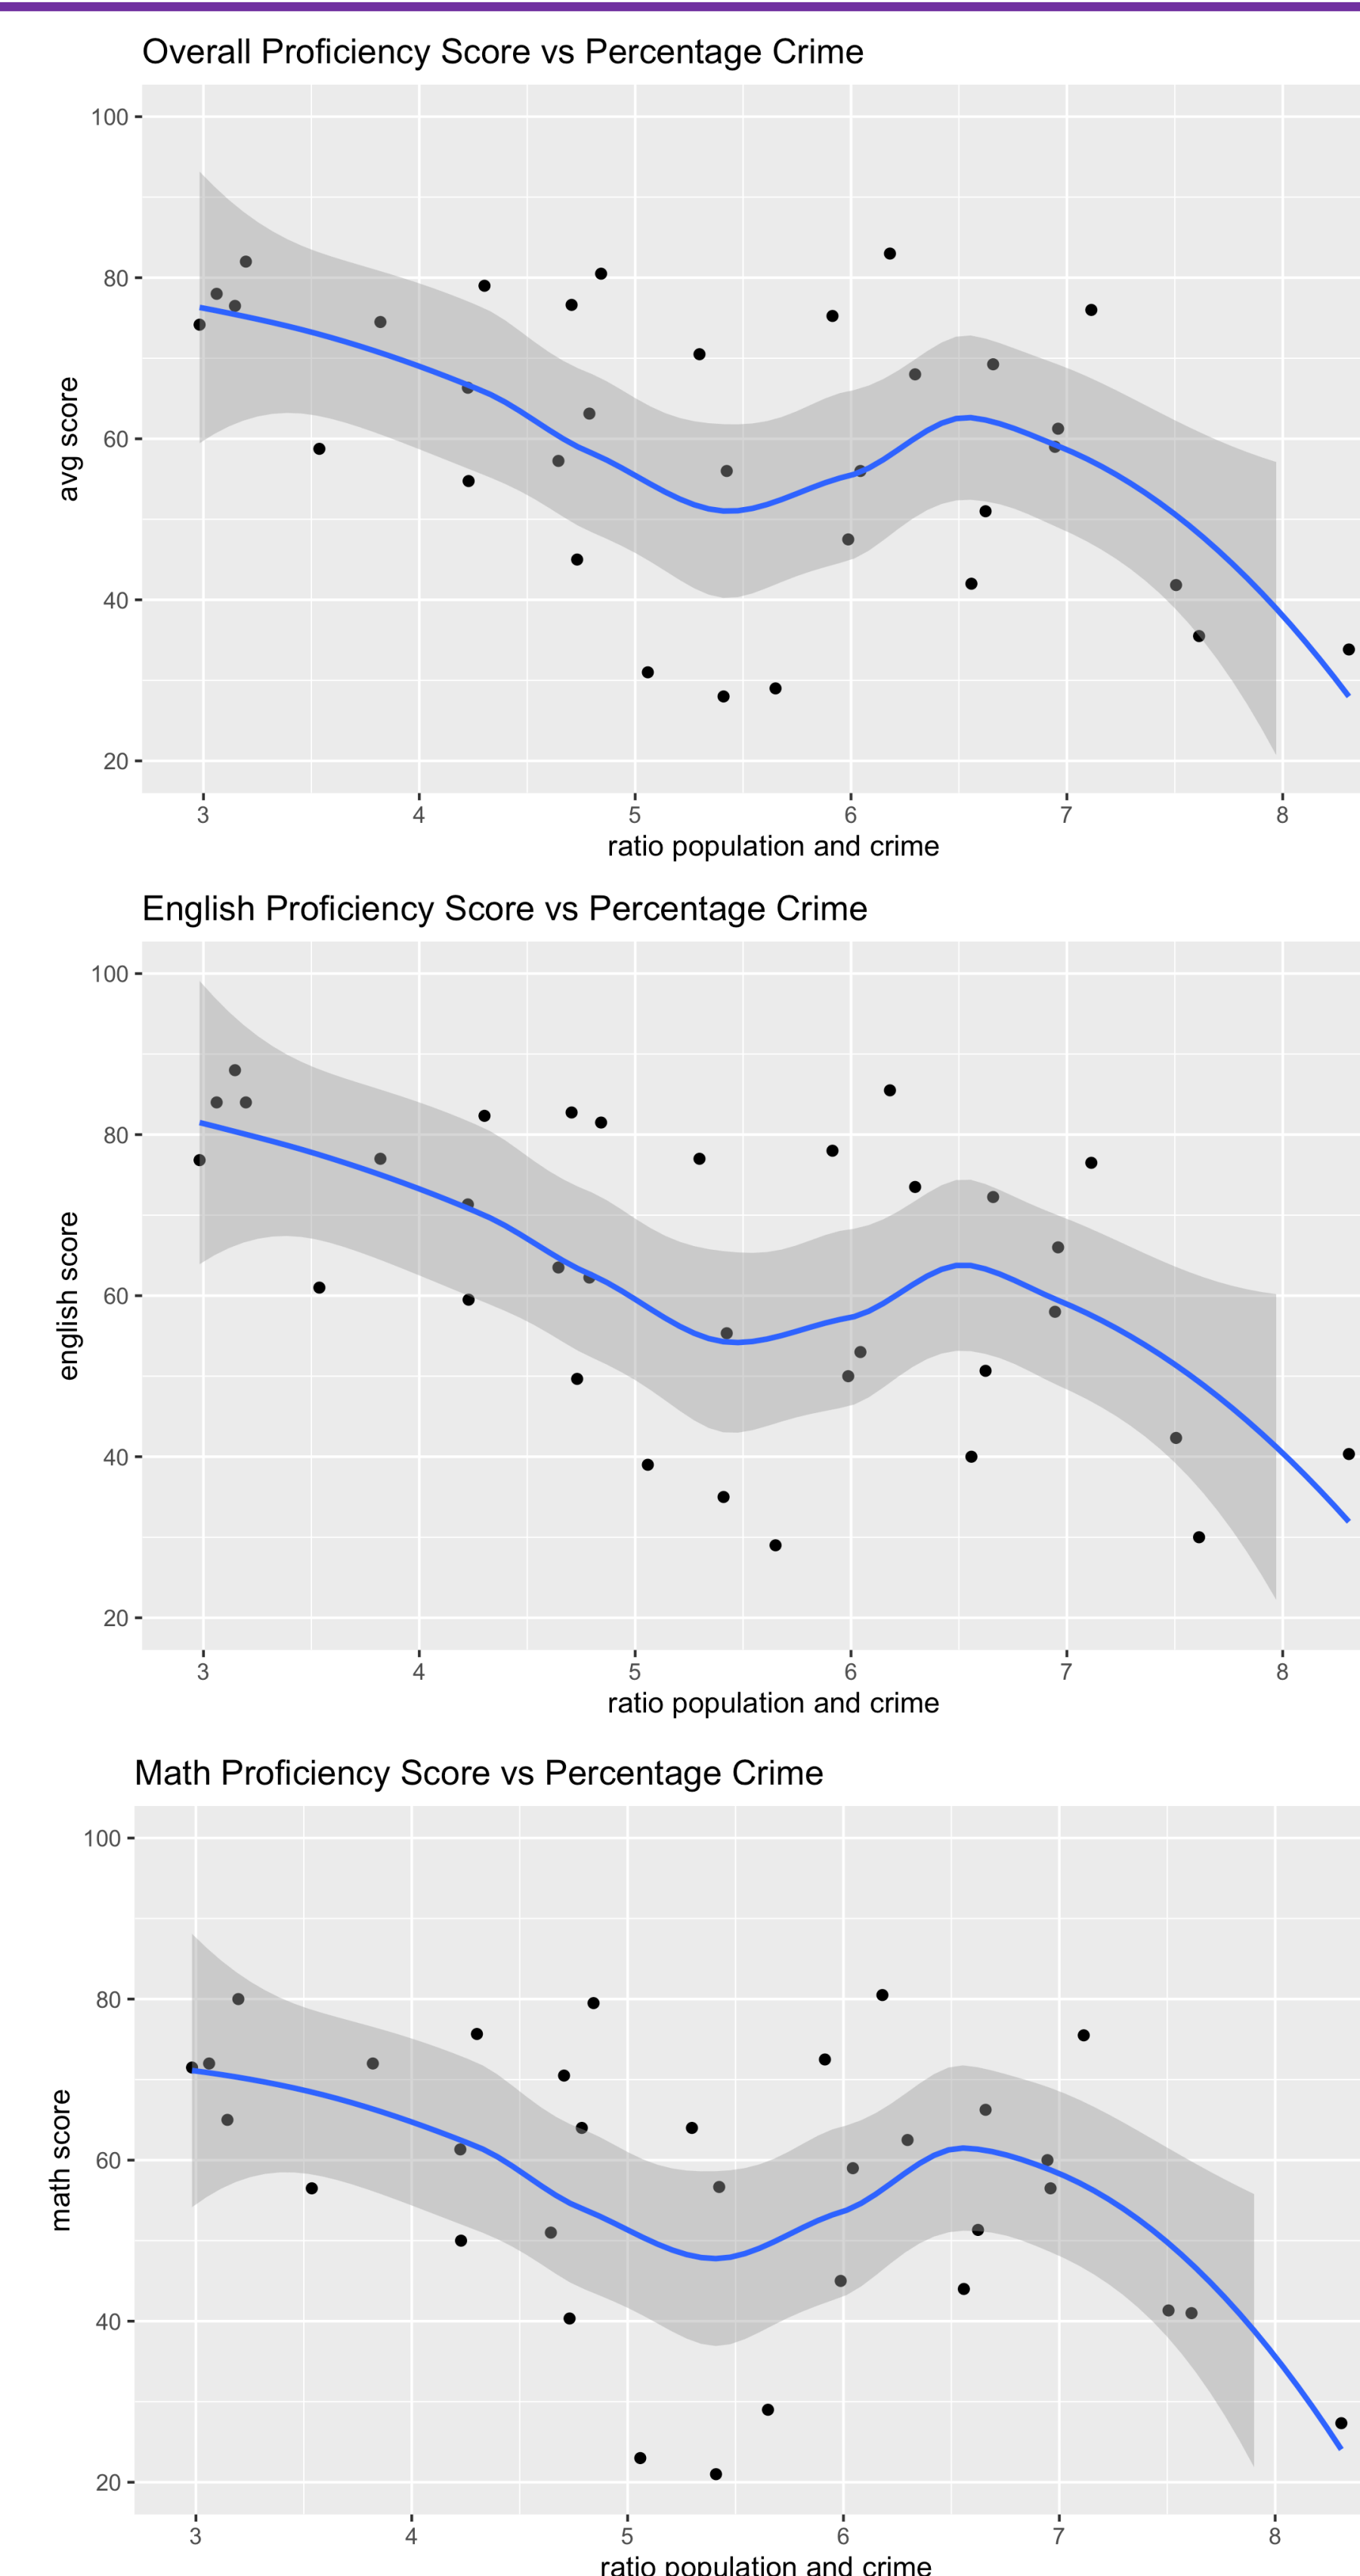 Overall Proficiency Score vs Percentage Crime
100
80
60
40
20
avg score
3 4 5 6 7 8
ratio population and crime
English Proficiency Score vs Percentage Crime
100
80
60
40
20
english score
3 4 5 6 7 8
ratio population and crime
Math Proficiency Score vs Percentage Crime
100
80
60
40
20
math score
3 4 5 6 7 8
ratio population and crime